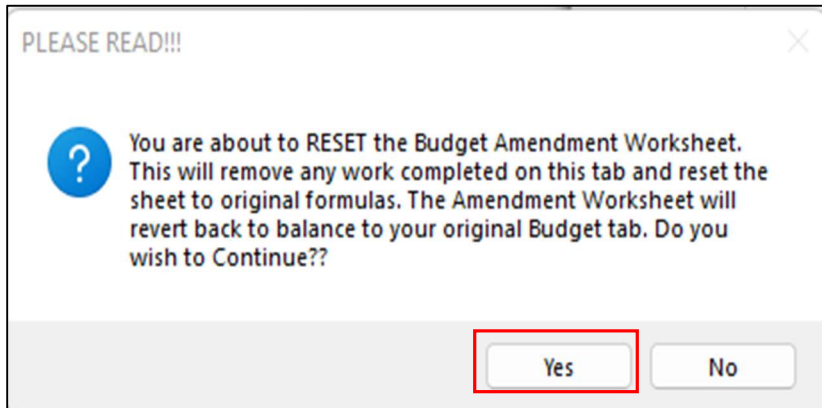 PLEASE READ!!!
You are about to RESET the Budget Amendment Worksheet.
This will remove any work completed on this tab and reset the
sheet to original formulas. The Amendment Worksheet will
revert back to balance to your original Budget tab. Do you
wish to Continue??
Yes No